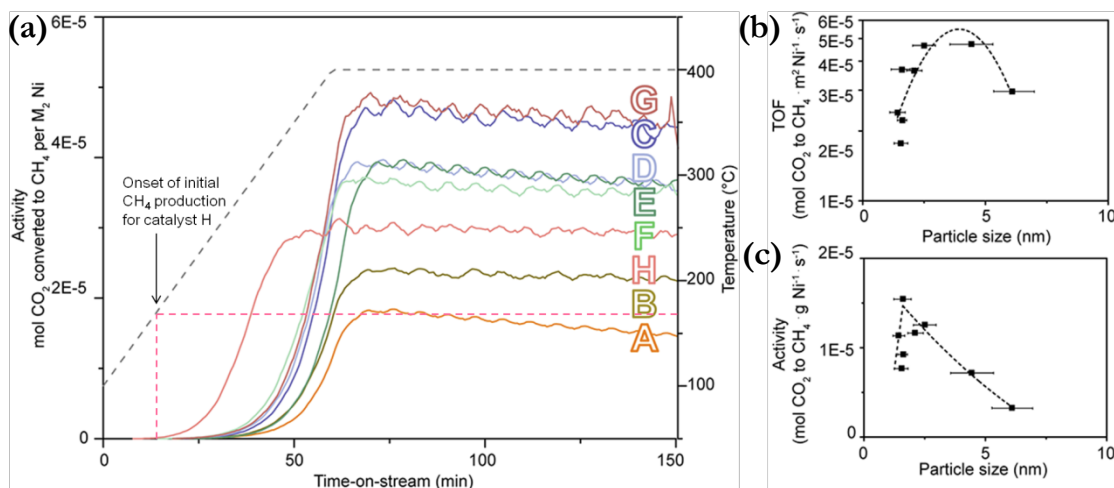 (a)
Activity
mol CO₂ converted to CH₄ per M₂ Ni
6E-5
4E-5
2E-5
0
Onset of initial
CH₄ production
for catalyst H
G
C
D
E
F
H
B
A
400
300
200
100
Temperature (°C)
0
50
100
150
Time-on-stream (min)
(b)
TOF
(mol CO₂ to CH₄ · m² Ni⁻¹ · s¹)
6E-5
5E-5
4E-5
3E-5
2E-5
1E-5
0
5
10
Particle size (nm)
(c)
Activity
(mol CO₂ to CH₄ · g Ni⁻¹ · s¹)
2E-5
1E-5
0
0
5
10
Particle size (nm)